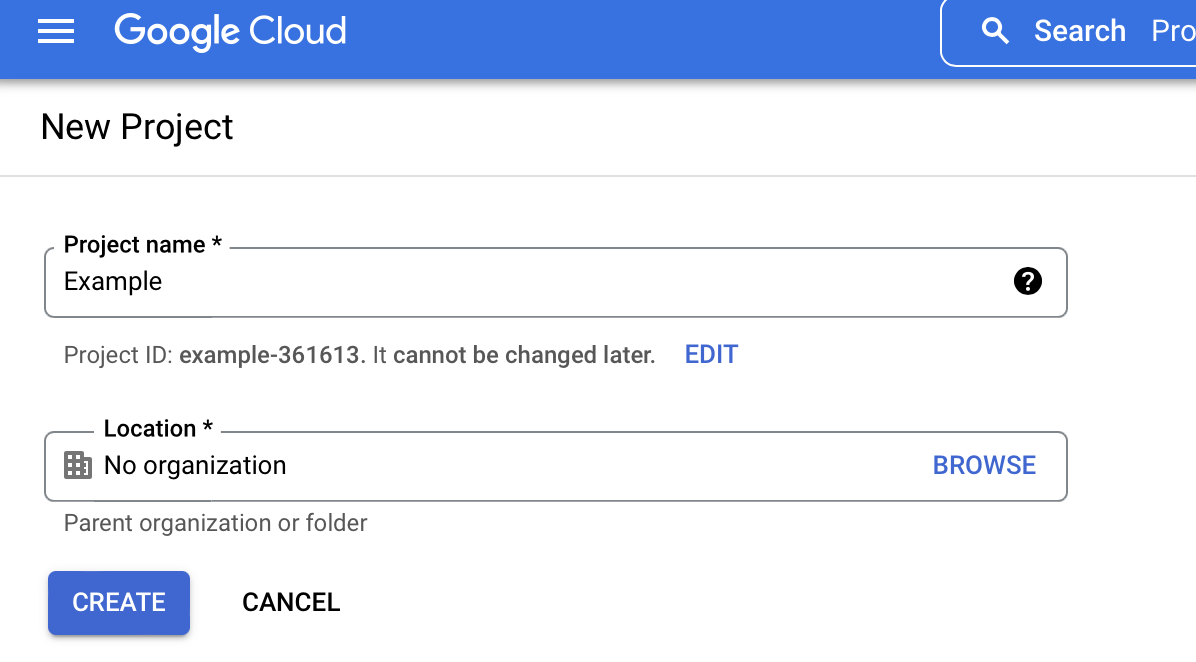 Google Cloud
Search Pro
New Project
Project name *
Example
Project ID: example-361613. It cannot be changed later. EDIT
Location *
No organization BROWSE
Parent organization or folder
CREATE CANCEL